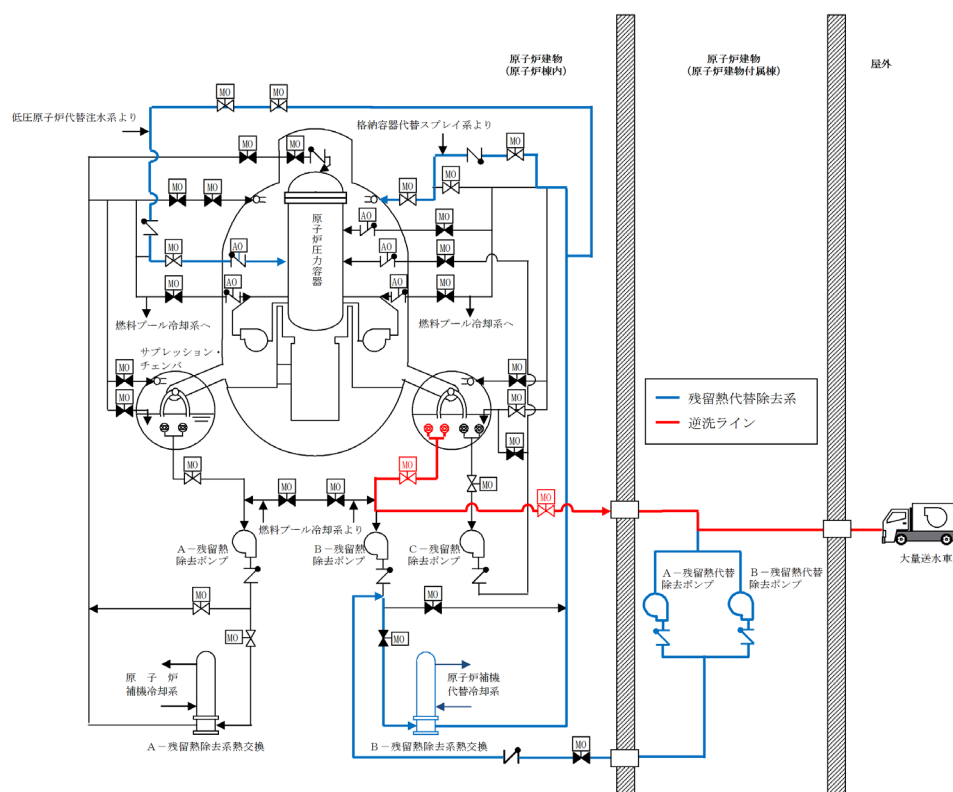 原子炉建物
(原子炉棟内)
原子炉建物
(原子炉建物付属棟)
屋外
MO
MO
低圧原子炉代替注水系より
格納容器代替スプレイ系より
MO
MO
MO
MO
MO
MO
MO
MO
原子炉圧力容器
AO
MO
MO
AO
AO
MO
MO
AO
AO
MO
燃料プール冷却系へ
燃料プール冷却系へ
サプレッション・
チェンバ
MO
MO
MO
MO
MO
残留熱代替除去系
逆洗ライン
MO
MO
MO
MO
MO
MO
燃料プール冷却系より
A-残留熱
除去ポンプ
B-残留熱
除去ポンプ
C-残留熱
除去ポンプ
大量送水車
A-残留熱代替
除去ポンプ
B-残留熱代替
除去ポンプ
MO
MO
MO
MO
原子炉
補機冷却系
原子炉補機
代替冷却系
A-残留熱除去系熱交換
B-残留熱除去系熱交換
MO